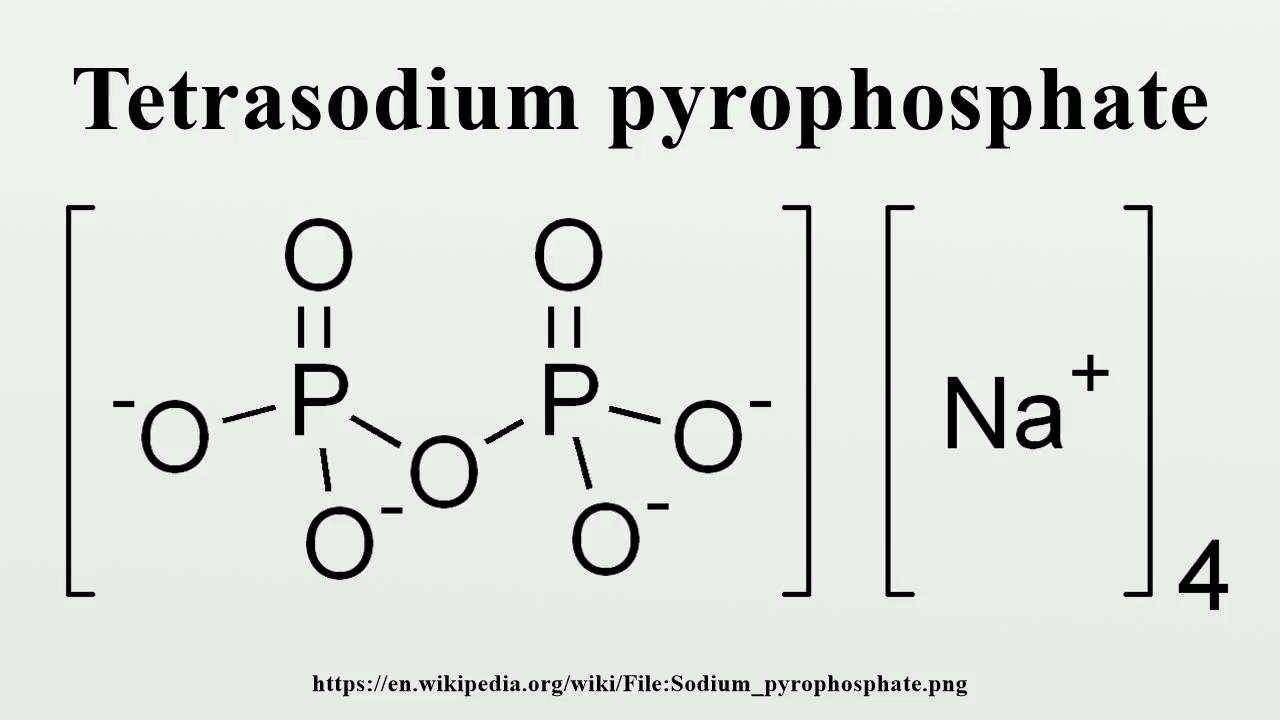 Tetrasodium pyrophosphate
O O
P P
-O O O-
O- O-
Na+
4
https://en.wikipedia.org/wiki/File:Sodium_pyrophosphate.png